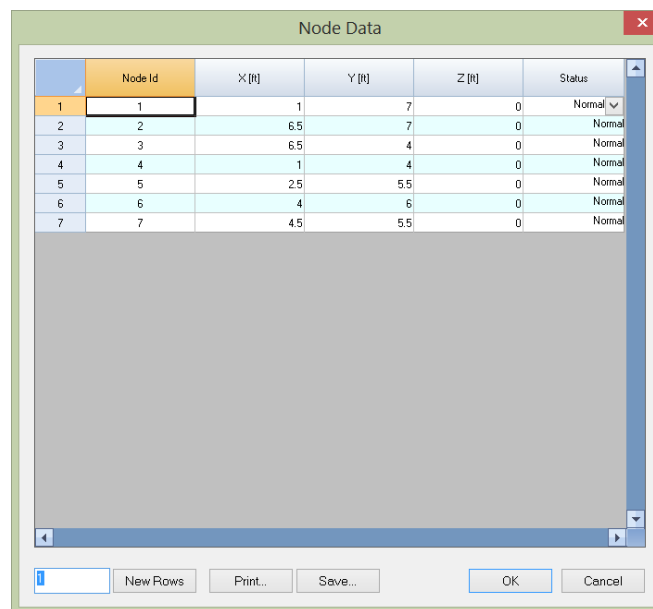 Node Data
Node Id X [ft] Y [ft] Z [ft] Status
1 1 1 7 0 Normal
2 2 6.5 7 0 Normal
3 3 6.5 4 0 Normal
4 4 1 4 0 Normal
5 5 2.5 5.5 0 Normal
6 6 4 6 0 Normal
7 7 4.5 5.5 0 Normal
1 New Rows Print... Save... OK Cancel